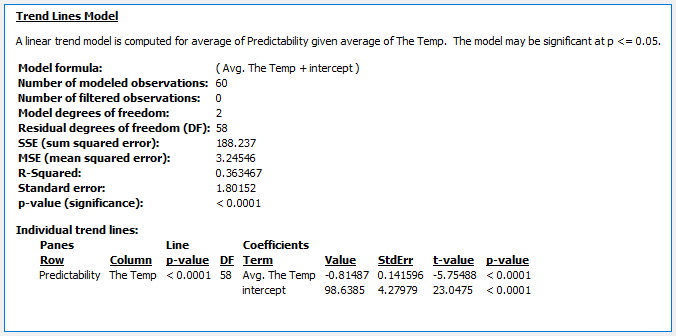 Trend Lines Model
A linear trend model is computed for average of Predictability given average of The Temp.  The model may be significant at p <= 0.05.
Model formula: ( Avg. The Temp + intercept )
Number of modeled observations: 60
Number of filtered observations: 0
Model degrees of freedom: 2
Residual degrees of freedom (DF): 58
SSE (sum squared error): 188.237
MSE (mean squared error): 3.24546
R-Squared: 0.363467
Standard error: 1.80152
p-value (significance): < 0.0001
Individual trend lines:
Panes Line Coefficients
Row Column p-value DF Term Value StdErr t-value p-value
Predictability The Temp < 0.0001 58 Avg. The Temp -0.81487 0.141596 -5.75488 < 0.0001
intercept 98.6385 4.27979 23.0475 < 0.0001